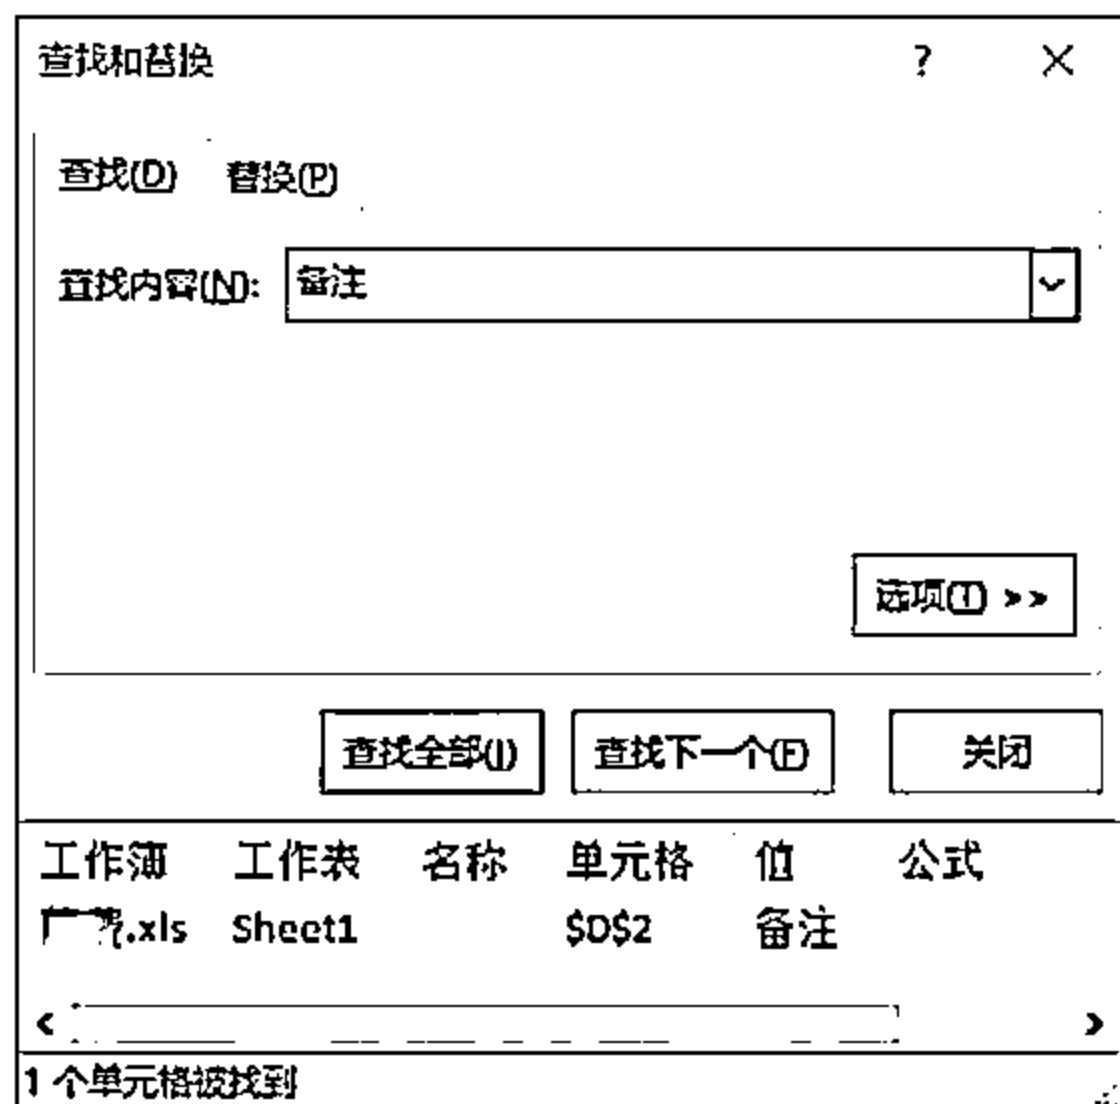 查找和替换 ? ×
查找(D) 替换(P)
查找内容(N): 备注
选项(T) >>
查找全部(I) 查找下一个(F) 关闭
工作簿 工作表 名称 单元格 值 公式
.xls Sheet1 $D$2 备注
1 个单元格被找到